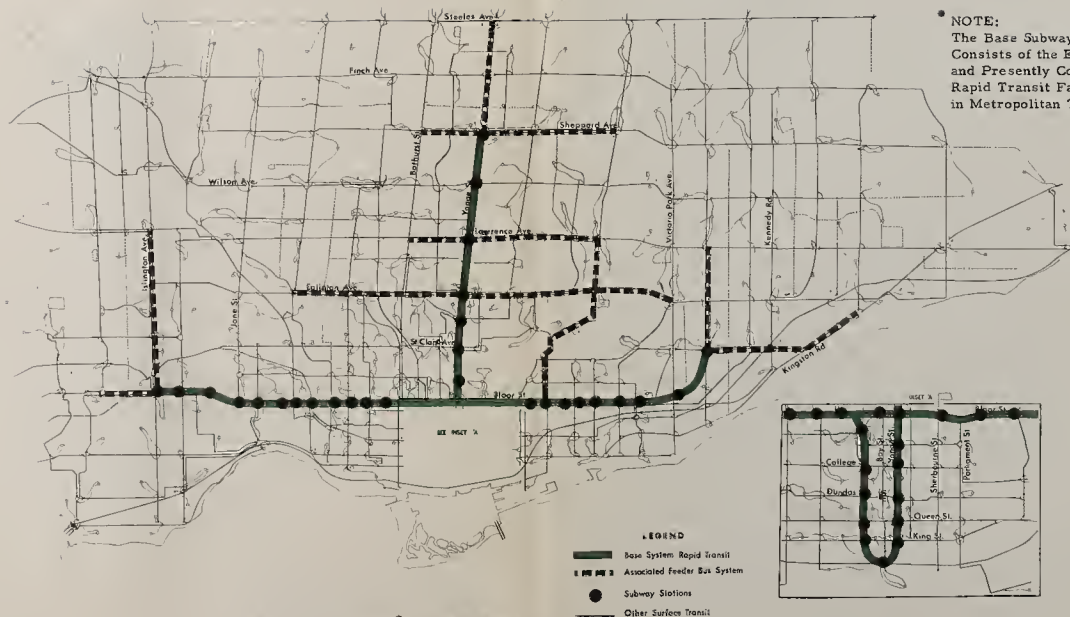 Steeles Ave.
NOTE:
The Base Subway
Consists of the E
and Presently Co
Rapid Transit Fa
in Metropolitan T
Finch Ave.
Sheppard Ave.
Bathurst St.
Wilson Ave.
Yonge
Victoria Park Ave.
Kennedy Rd.
Lawrence Ave.
Islington Ave.
Jane St.
Eglinton Ave.
St Clair Ave.
Kingston Rd
Bloor St
SEE INSET 'A'
INSET 'A'
Bloor St.
Bay St.
Yonge St.
Sherbourne St.
Parliament St.
College
Dundas
Queen St.
King St.
LEGEND
Base System Rapid Transit
Associated Feeder Bus System
Subway Stations
Other Surface Transit